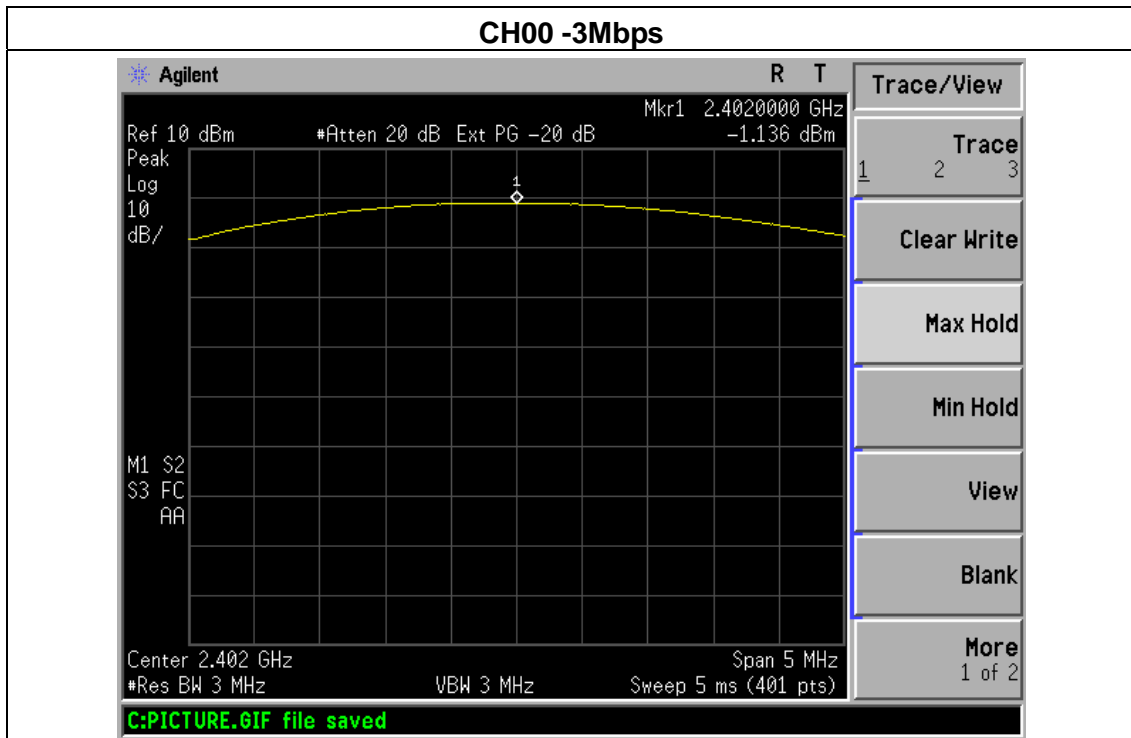 CH00 -3Mbps
Agilent R T
Mkr1 2.4020000 GHz
Ref 10 dBm #Atten 20 dB Ext PG -20 dB -1.136 dBm
Peak
Log
10
dB/
1
M1 S2
S3 FC
AA
Center 2.402 GHz Span 5 MHz
#Res BW 3 MHz VBW 3 MHz Sweep 5 ms (401 pts)
C:PICTURE.GIF file saved
Trace/View
Trace
1 2 3
Clear Write
Max Hold
Min Hold
View
Blank
More
1 of 2